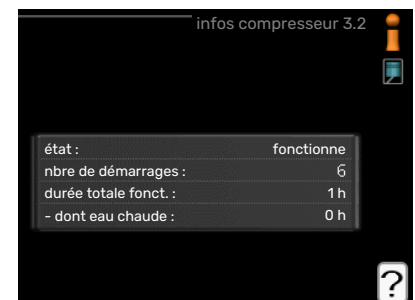 infos compresseur 3.2
état : fonctionne
nbre de démarrages : 6
durée totale fonct. : 1 h
- dont eau chaude : 0 h
?